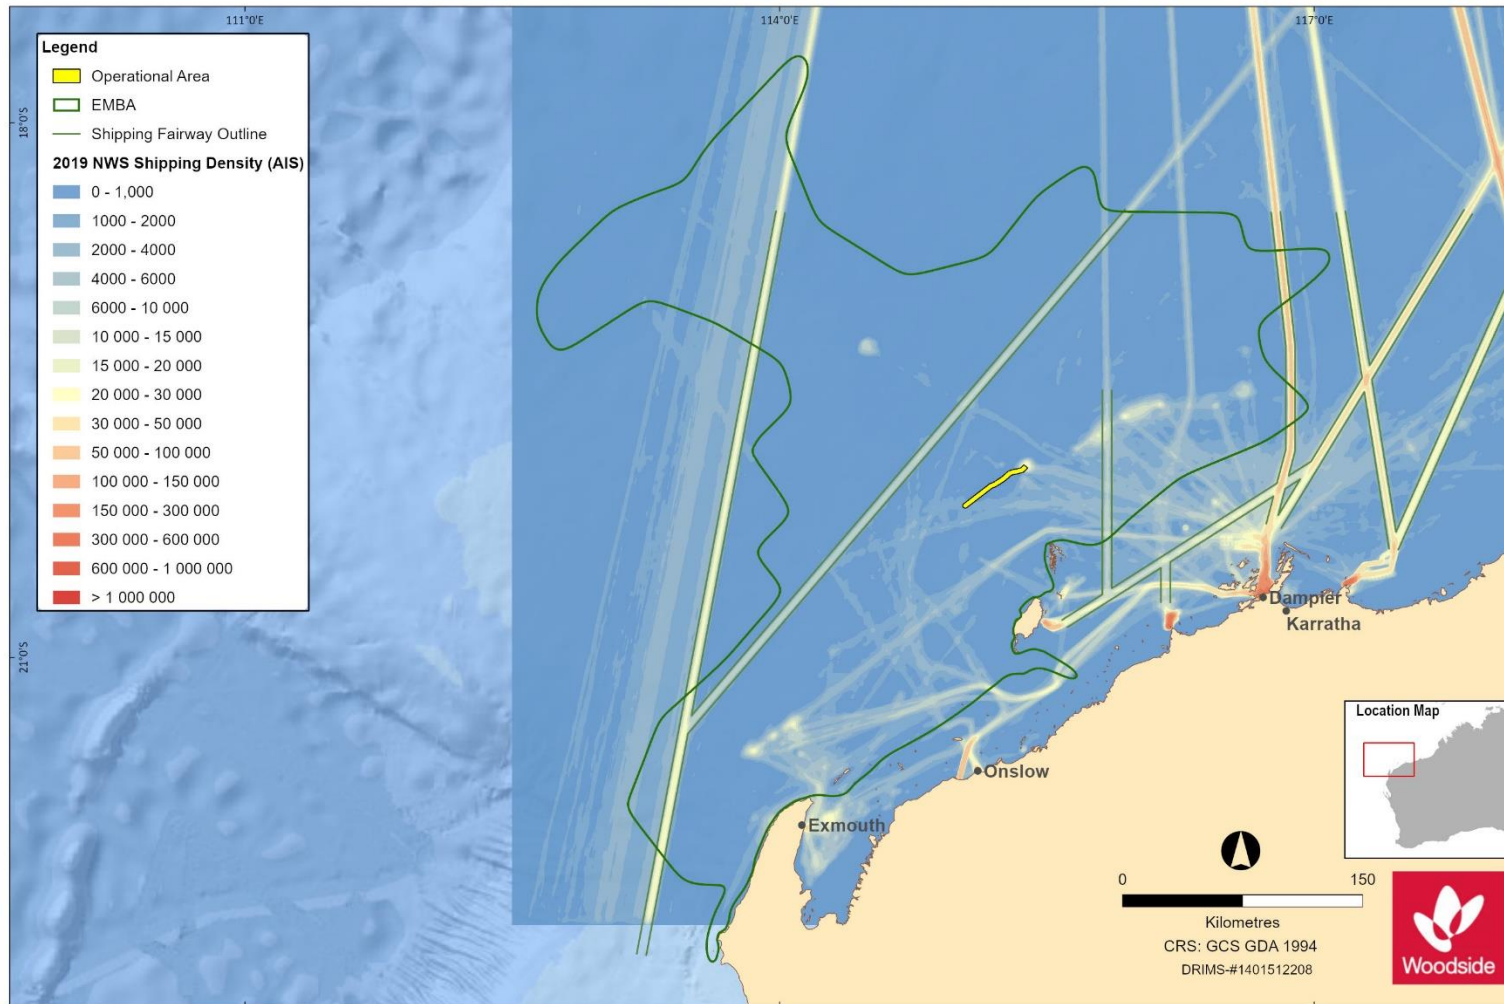 111°0'E
114°0'E
117°0'E
18°0'S
21°0'S
Legend
Operational Area
EMBA
Shipping Fairway Outline
2019 NWS Shipping Density (AIS)
0 - 1,000
1000 - 2000
2000 - 4000
4000 - 6000
6000 - 10 000
10 000 - 15 000
15 000 - 20 000
20 000 - 30 000
30 000 - 50 000
50 000 - 100 000
100 000 - 150 000
150 000 - 300 000
300 000 - 600 000
600 000 - 1 000 000
> 1 000 000
Dampier
Karratha
Onslow
Exmouth
Location Map
0
150
Kilometres
CRS: GCS GDA 1994
DRIMS-#1401512208
Woodside